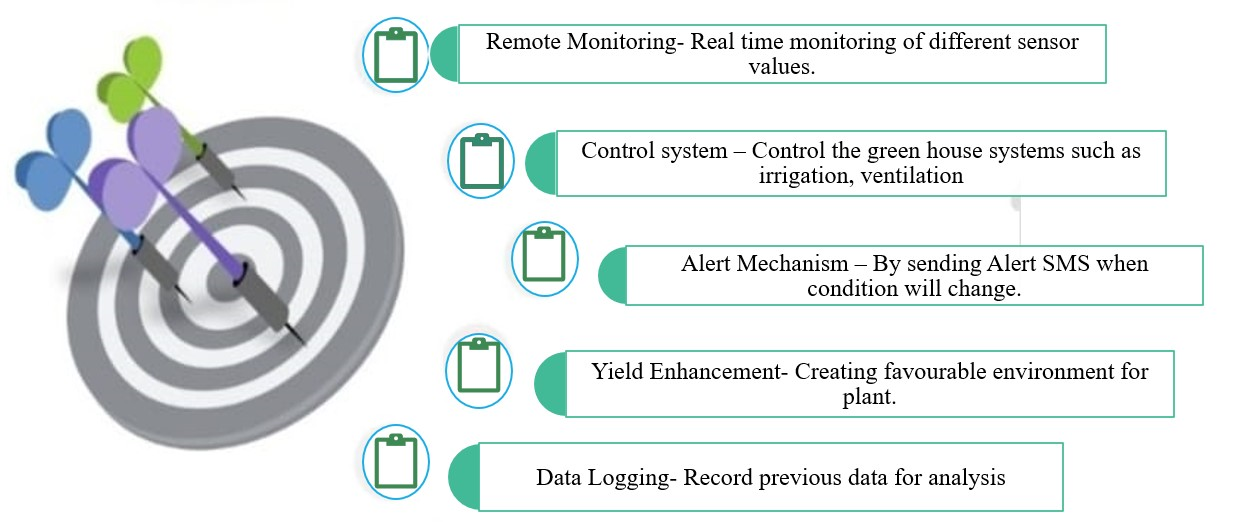 Remote Monitoring- Real time monitoring of different sensor
values.
Control system – Control the green house systems such as
irrigation, ventilation
Alert Mechanism – By sending Alert SMS when
condition will change.
Yield Enhancement- Creating favourable environment for
plant.
Data Logging- Record previous data for analysis